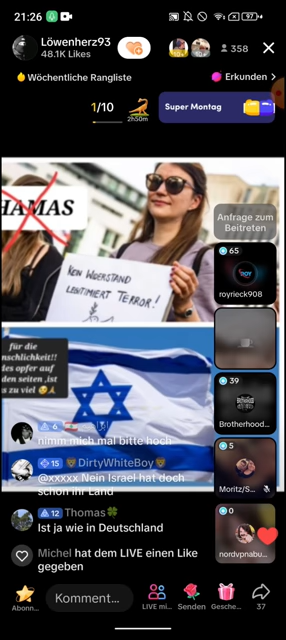 21:26
97
Löwenherz93
48.1K Likes
10+
50+
358
Wöchentliche Rangliste
Erkunden >
1/10
2h50m
Super Montag
HAMAS
KEIN WIDERSTAND
LEGITIMIERT TERROR!
Anfrage zum
Beitreten
65
royrieck908
für die
nschlichkeit!!
les opfer auf
den seiten ,ist
s zu viel
39
Brotherhood...
6
nimm mich mal bitte hoch
15 DirtyWhiteBoy
@xxxxx Nein Israel hat doch
schon ihr Land
5
Moritz/S...
12 Thomas
Ist ja wie in Deutschland
0
nordvpnabu...
Michel hat dem LIVE einen Like
gegeben
Abonn...
Komment...
LIVE mi...
Senden
Gesche...
37